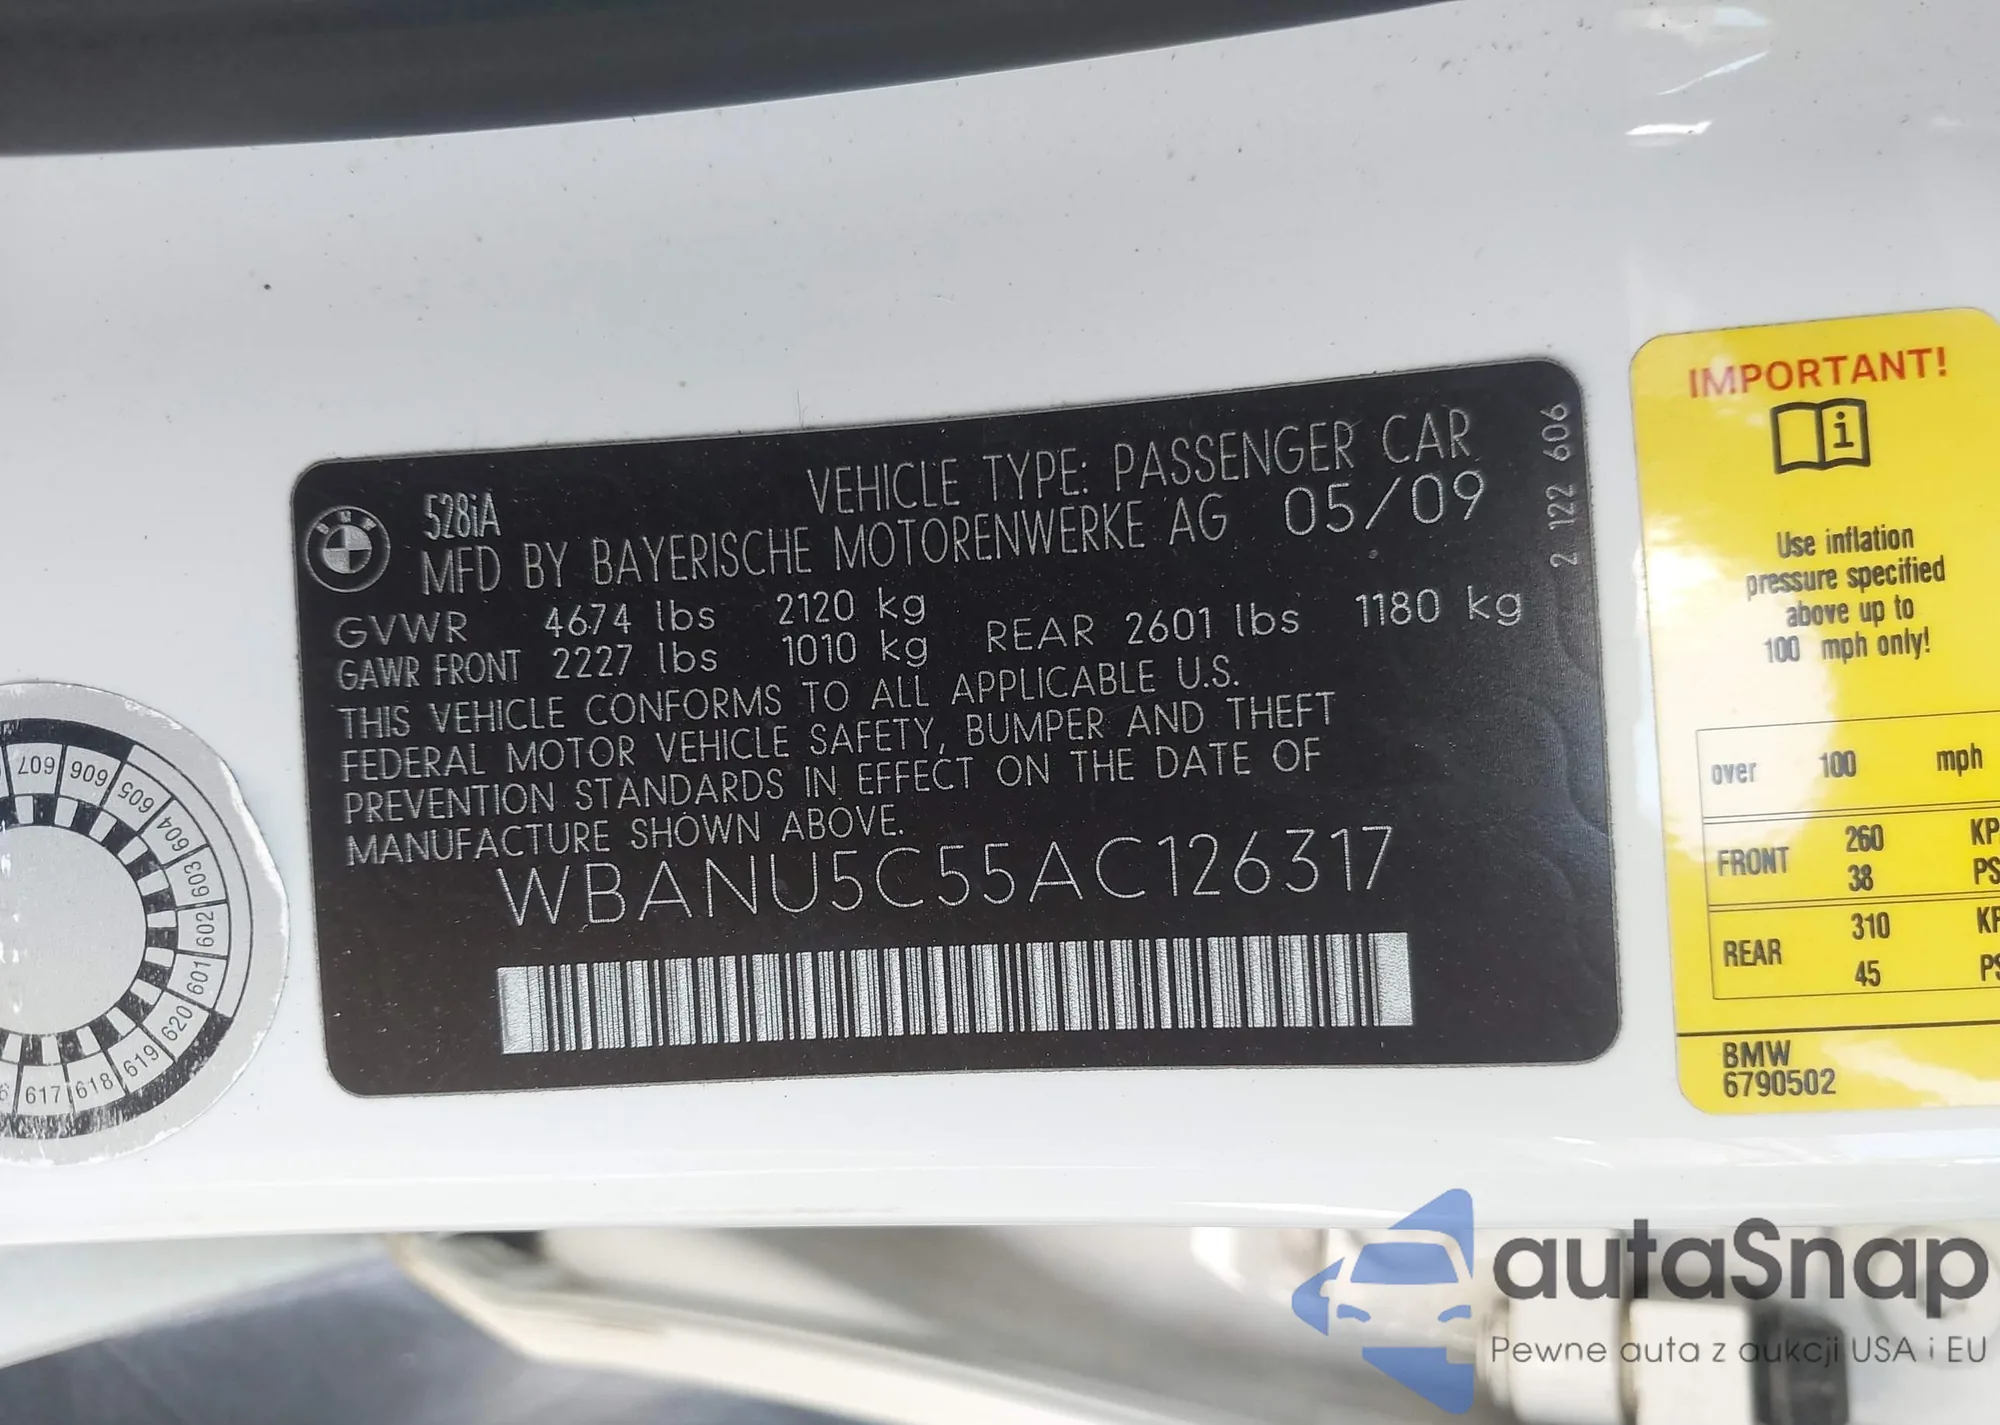 VEHICLE TYPE: PASSENGER CAR
528iA
MFD BY BAYERISCHE MOTORENWERKE AG 05/09
GVWR 4674 lbs 2120 kg
GAWR FRONT 2227 lbs 1010 kg REAR 2601 lbs 1180 kg
THIS VEHICLE CONFORMS TO ALL APPLICABLE U.S.
FEDERAL MOTOR VEHICLE SAFETY, BUMPER AND THEFT
PREVENTION STANDARDS IN EFFECT ON THE DATE OF
MANUFACTURE SHOWN ABOVE.
WBANU5C55AC126317
2 122 606
BMW
607 606 605 604 603 602 601 620 619 618 617
IMPORTANT!
i
Use inflation
pressure specified
above up to
100 mph only!
over 100 mph
FRONT 260 KP
38 PS
REAR 310 KP
45 PS
BMW
6790502
autaSnap
Pewne auta z aukcji USA i EU